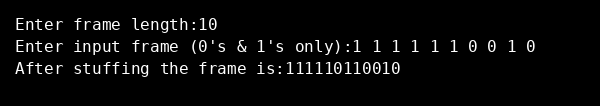 Enter frame length:10
Enter input frame (0's & 1's only):1 1 1 1 1 1 0 0 1 0
After stuffing the frame is:111110110010